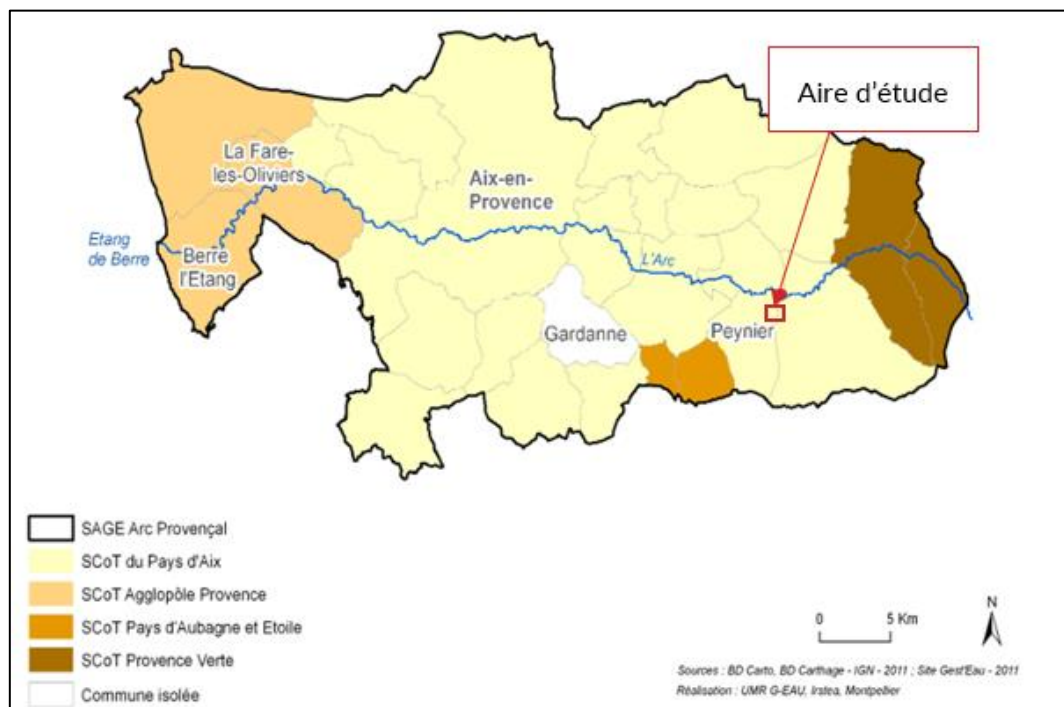 Aire d'étude
La Fare-
les-Oliviers
Aix-en-
Provence
Etang
de Berre
Berre
l'Etang
L'Arc
Gardanne
Peynier
SAGE Arc Provençal
SCoT du Pays d'Aix
SCoT Agglopôle Provence
SCoT Pays d'Aubagne et Etoile
SCoT Provence Verte
Commune isolée
0 5 Km
N
Sources : BD Carto, BD Carthage - IGN - 2011 ; Site Gest'Eau - 2011
Réalisation : UMR G-EAU, Irstea, Montpellier